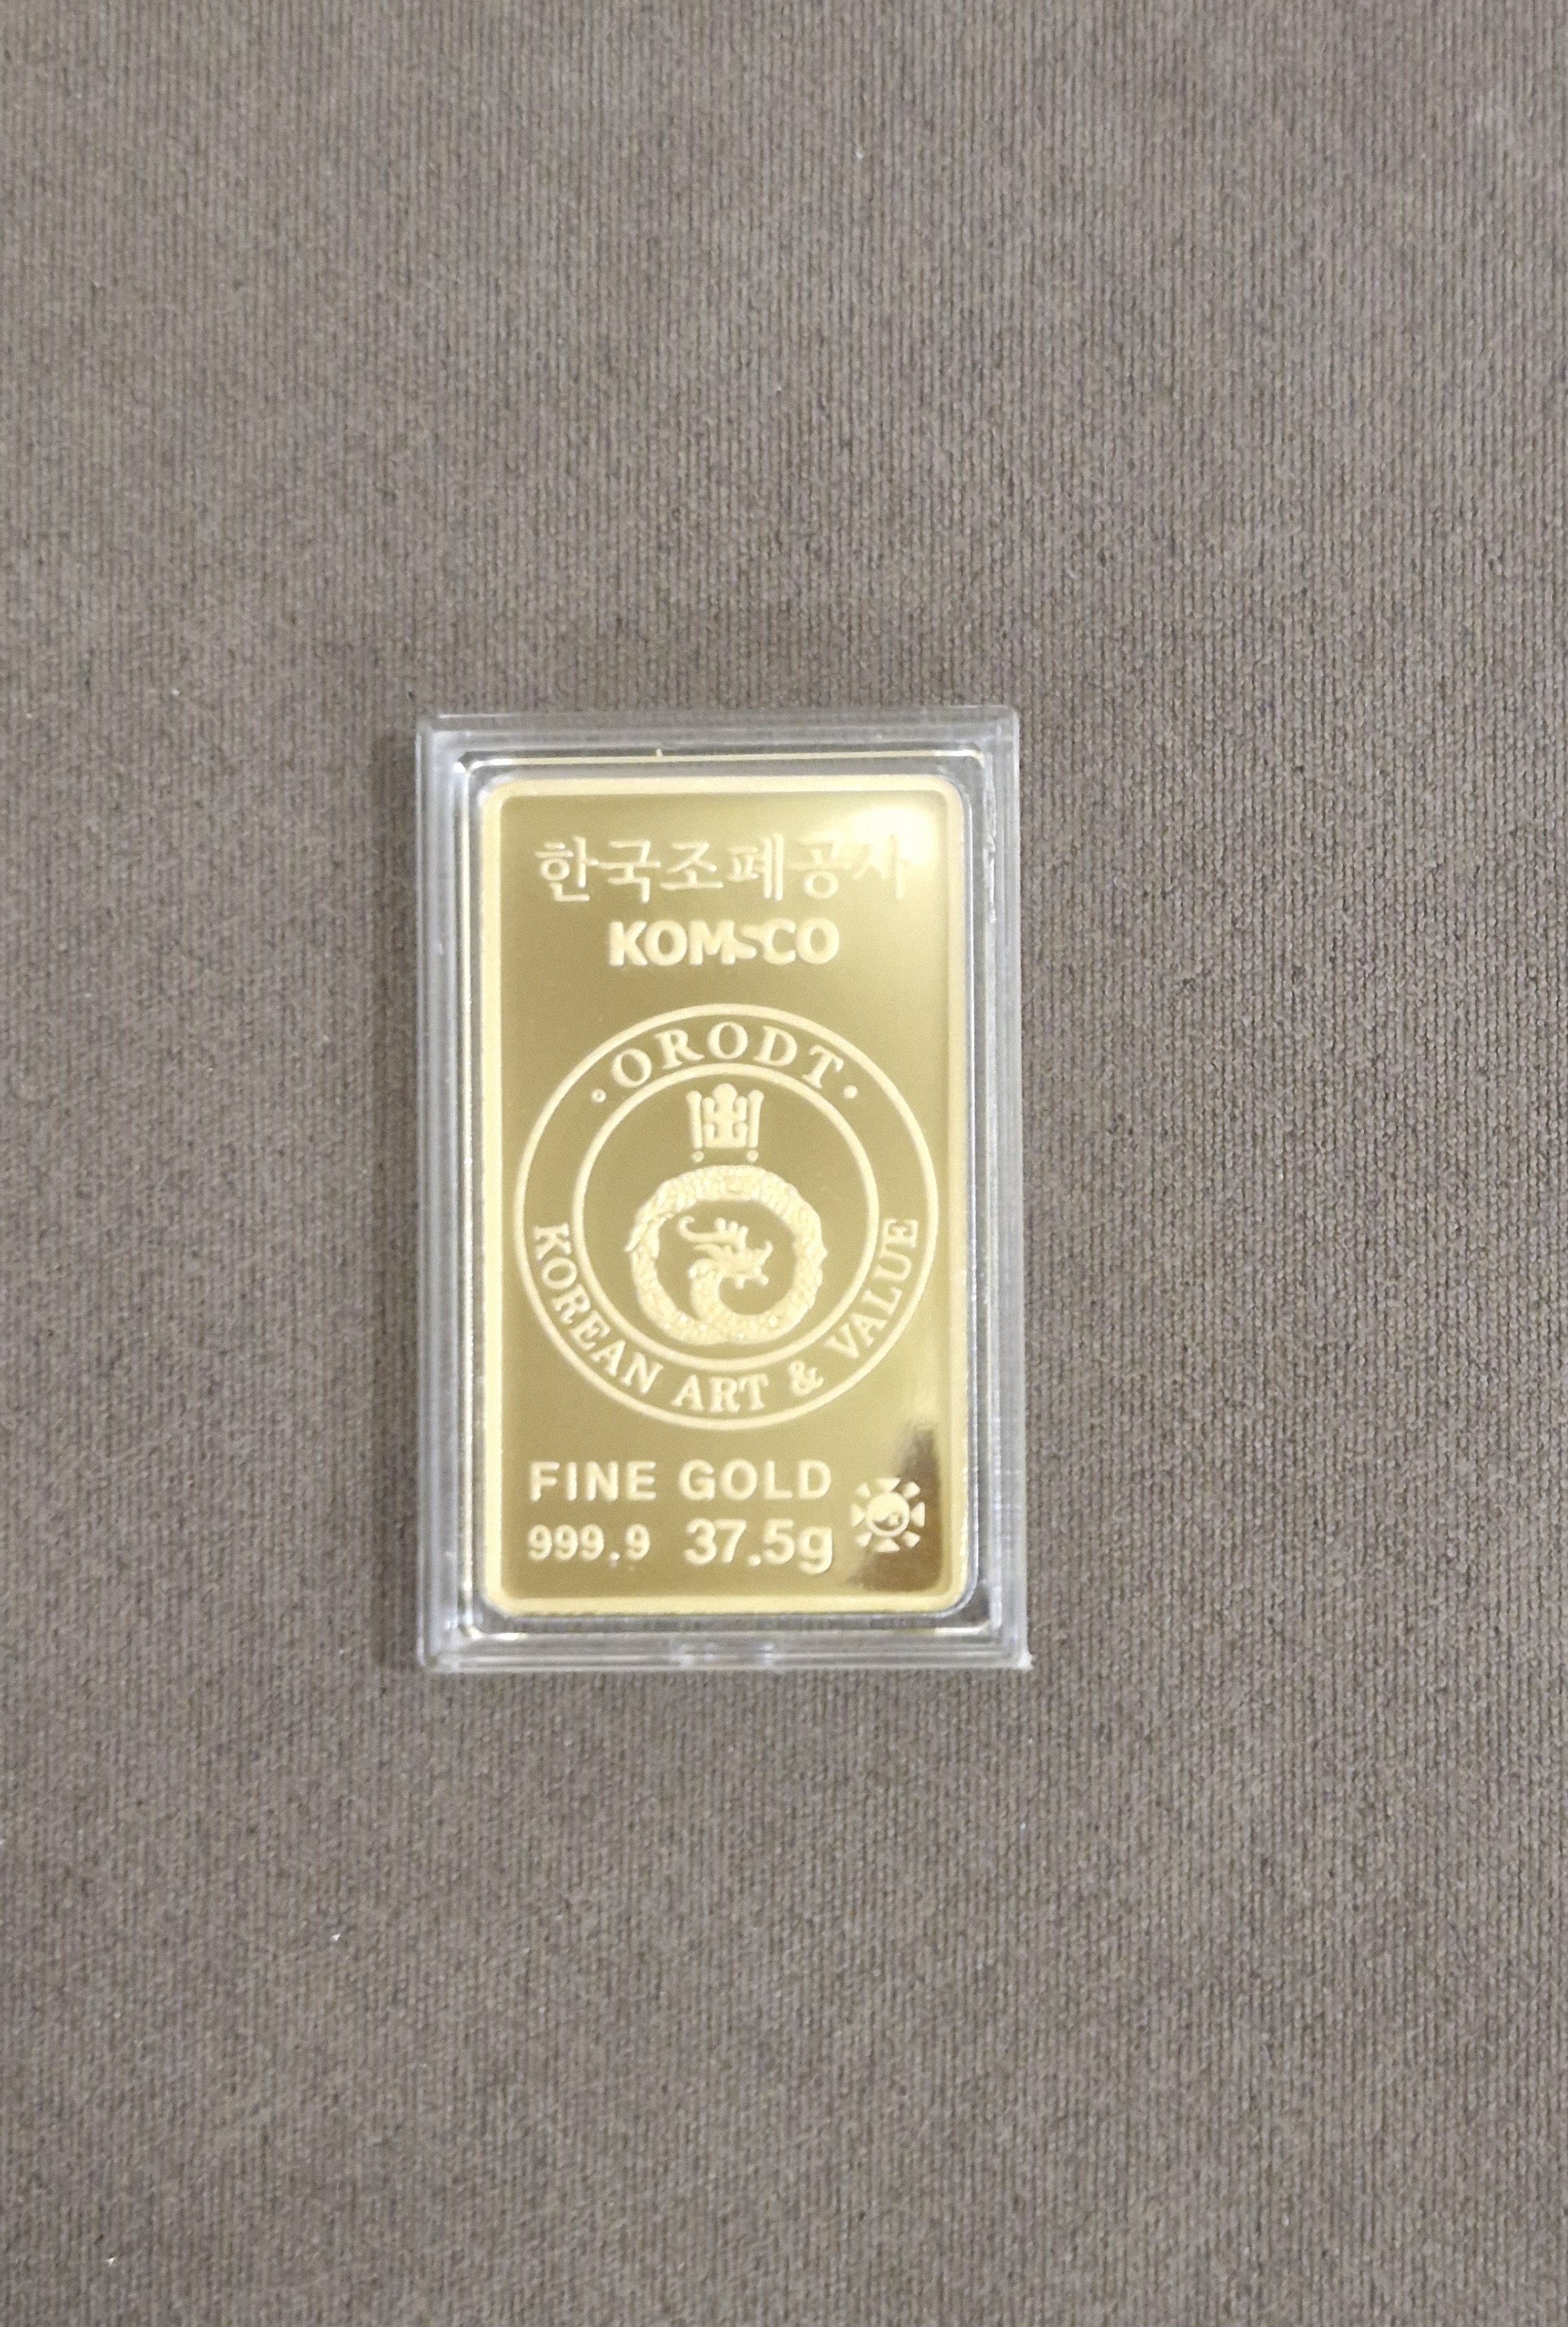 한국조폐공사
KOMSCO
·ORODT·
KOREAN ART & VALUE
FINE GOLD
999.9 37.5g